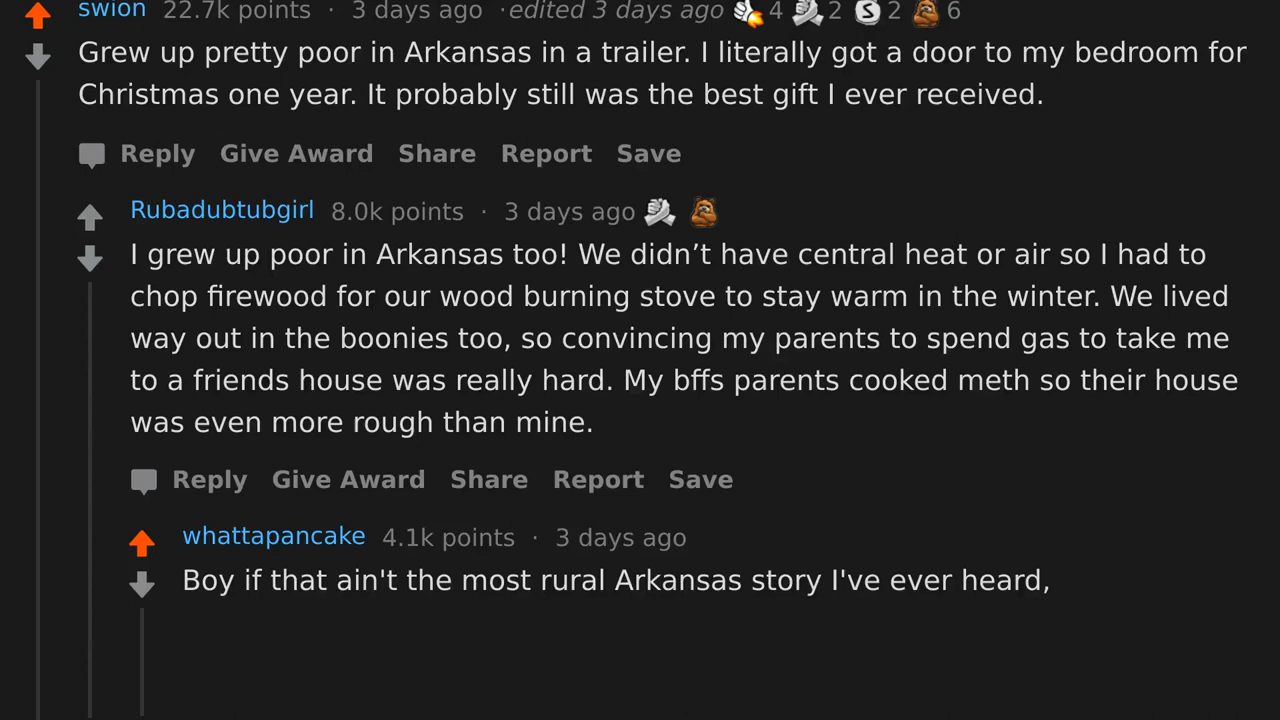 swion 22.7k points · 3 days ago ·edited 3 days ago 4 2 S 2 6
Grew up pretty poor in Arkansas in a trailer. I literally got a door to my bedroom for
Christmas one year. It probably still was the best gift I ever received.
Reply Give Award Share Report Save
Rubadubtubgirl 8.0k points · 3 days ago
I grew up poor in Arkansas too! We didn’t have central heat or air so I had to
chop firewood for our wood burning stove to stay warm in the winter. We lived
way out in the boonies too, so convincing my parents to spend gas to take me
to a friends house was really hard. My bffs parents cooked meth so their house
was even more rough than mine.
Reply Give Award Share Report Save
whattapancake 4.1k points · 3 days ago
Boy if that ain't the most rural Arkansas story I've ever heard,